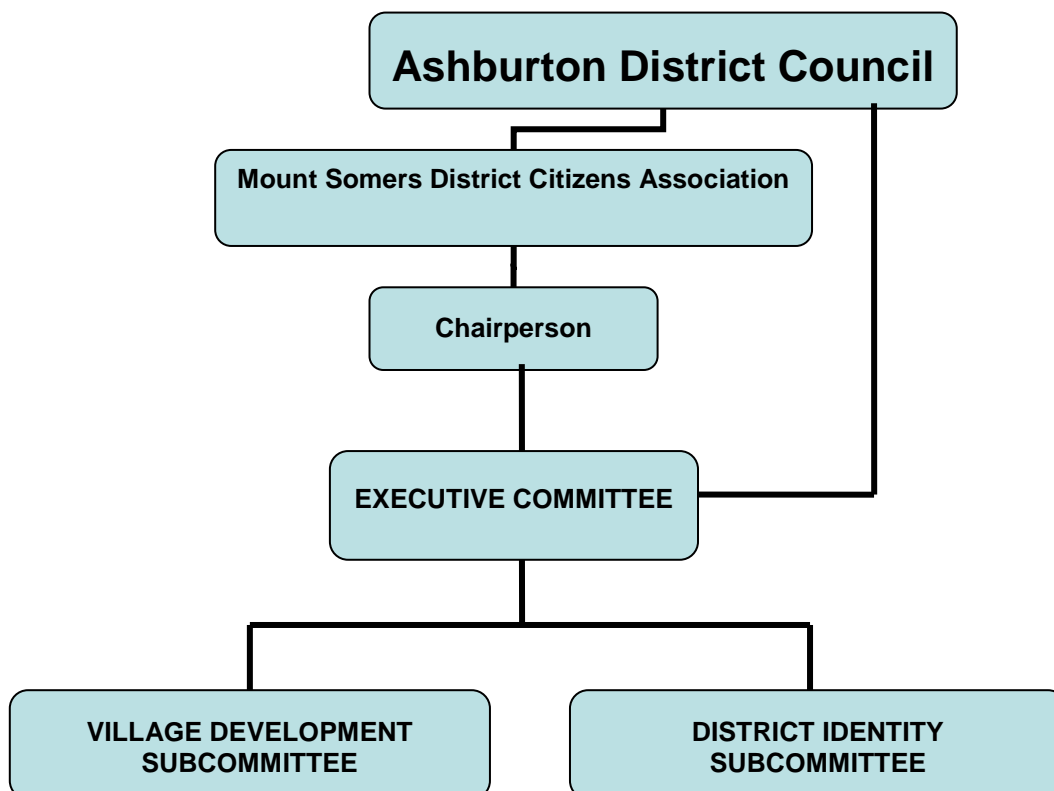 Ashburton District Council
Mount Somers District Citizens Association
Chairperson
EXECUTIVE COMMITTEE
VILLAGE DEVELOPMENT
SUBCOMMITTEE
DISTRICT IDENTITY
SUBCOMMITTEE